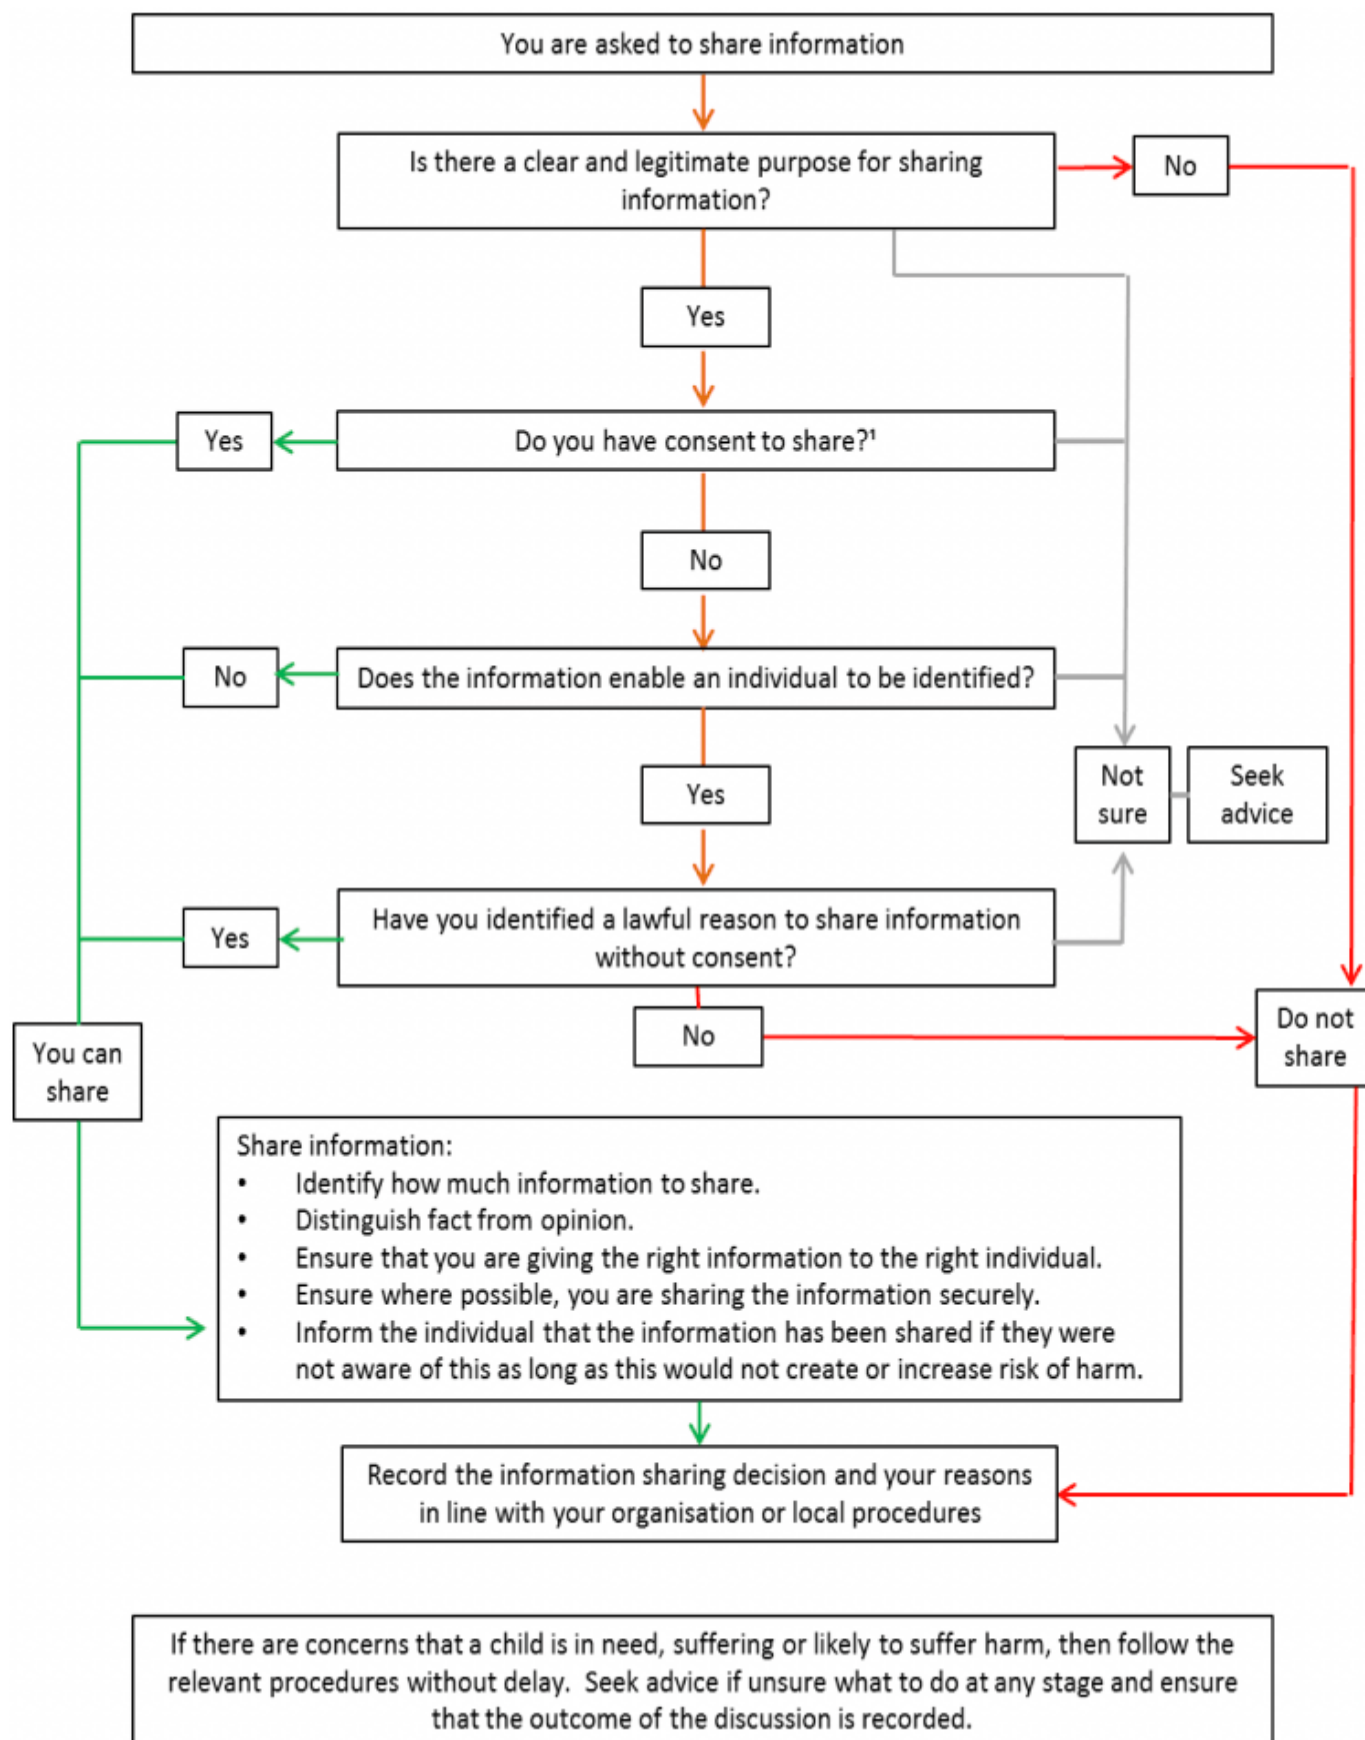 You are asked to share information
Is there a clear and legitimate purpose for sharing
information?
No
Yes
Yes
Do you have consent to share?¹
No
No
Does the information enable an individual to be identified?
Yes
Not
sure
Seek
advice
Yes
Have you identified a lawful reason to share information
without consent?
No
Do not
share
You can
share
Share information:
• Identify how much information to share.
• Distinguish fact from opinion.
• Ensure that you are giving the right information to the right individual.
• Ensure where possible, you are sharing the information securely.
• Inform the individual that the information has been shared if they were
not aware of this as long as this would not create or increase risk of harm.
Record the information sharing decision and your reasons
in line with your organisation or local procedures
If there are concerns that a child is in need, suffering or likely to suffer harm, then follow the
relevant procedures without delay.  Seek advice if unsure what to do at any stage and ensure
that the outcome of the discussion is recorded.